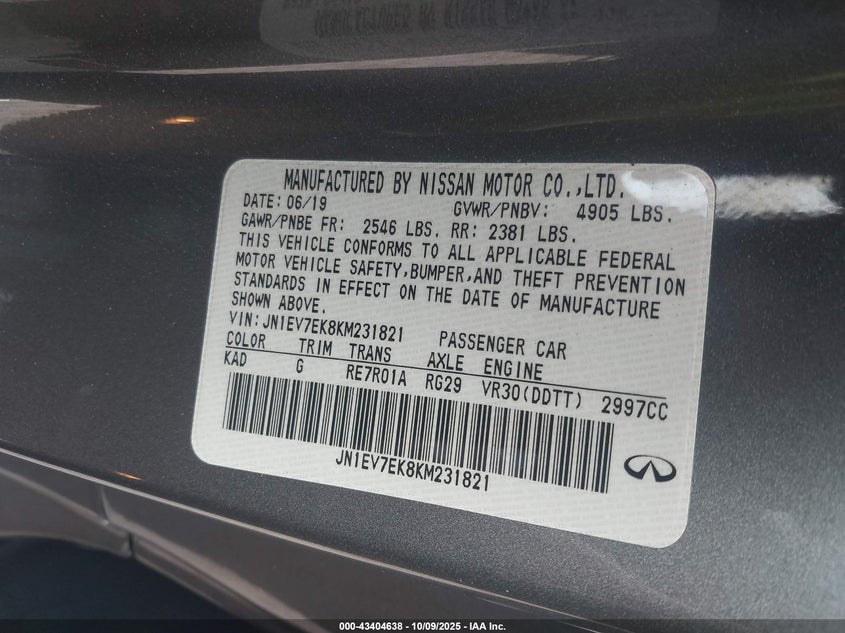 MANUFACTURED BY NISSAN MOTOR CO.,LTD.
DATE: 06/19 GVWR/PNBV: 4905 LBS.
GAWR/PNBE FR: 2546 LBS. RR: 2381 LBS.
THIS VEHICLE CONFORMS TO ALL APPLICABLE FEDERAL
MOTOR VEHICLE SAFETY,BUMPER,AND THEFT PREVENTION
STANDARDS IN EFFECT ON THE DATE OF MANUFACTURE
SHOWN ABOVE.
VIN:JN1EV7EK8KM231821 PASSENGER CAR
COLOR TRIM TRANS AXLE ENGINE
KAD G RE7R01A RG29 VR30(DDTT) 2997CC
JN1EV7EK8KM231821
000-43404638 - 10/09/2025 - IAA Inc.